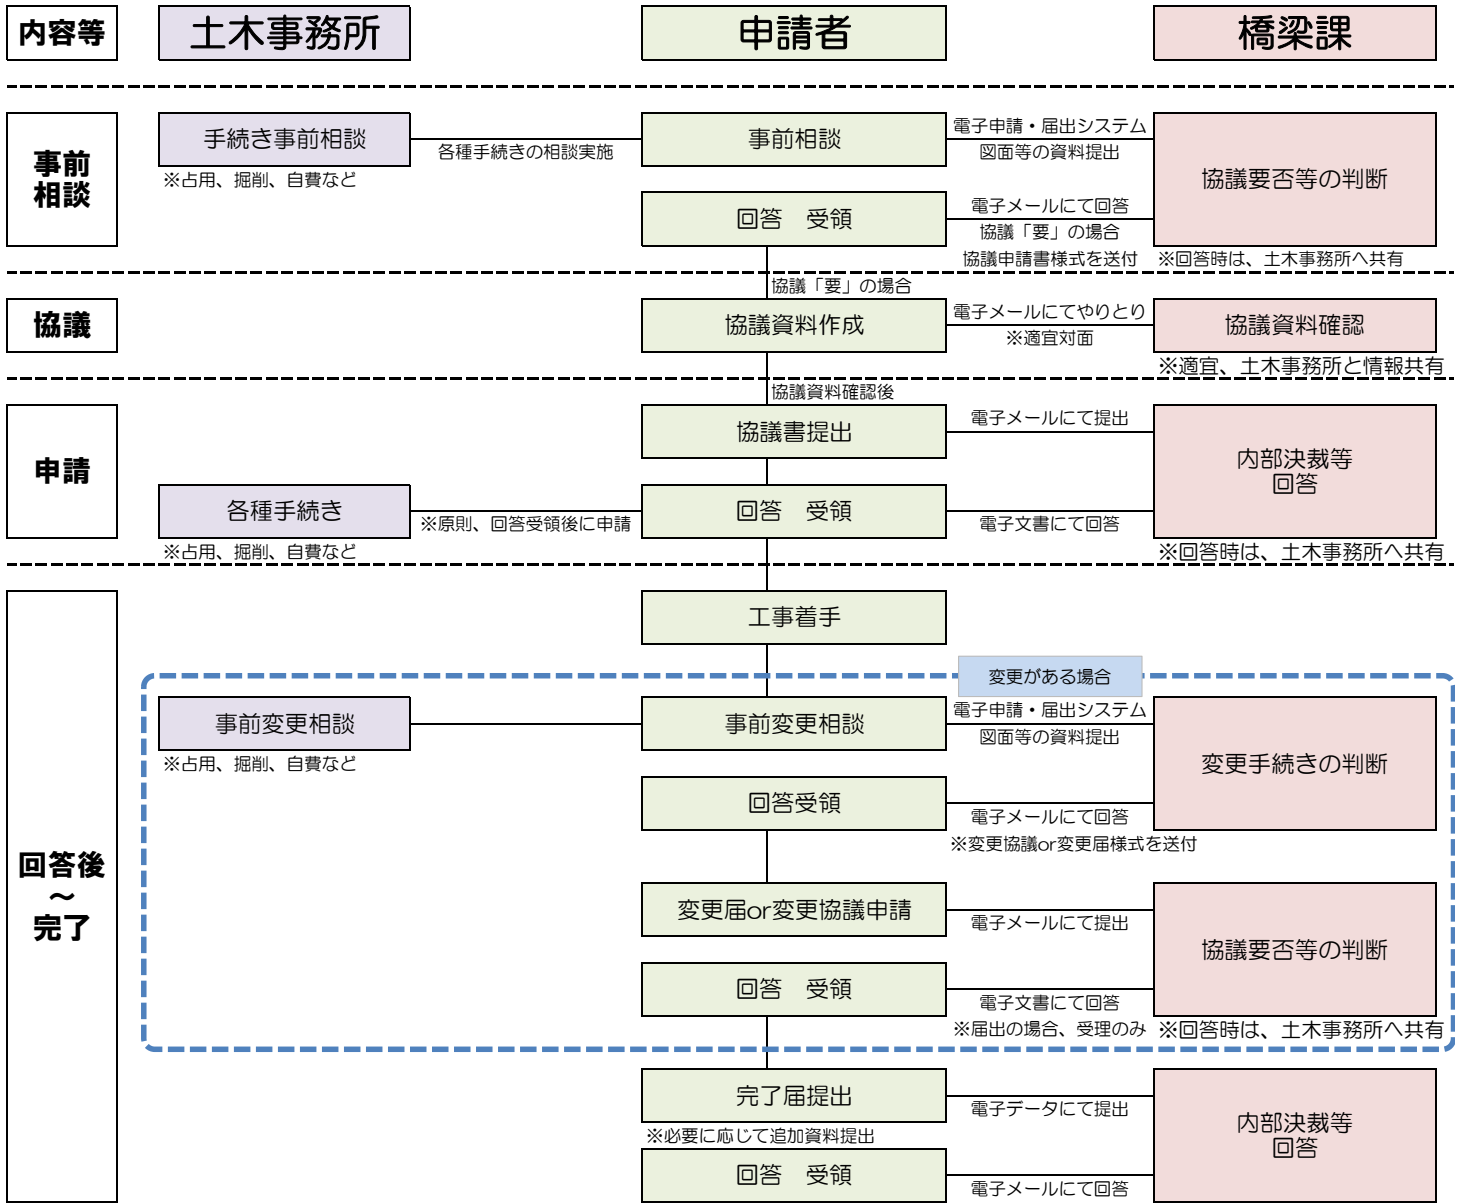 内容等
土木事務所
申請者
橋梁課
事前
相談
手続き事前相談
※占用、掘削、自費など
各種手続きの相談実施
事前相談
電子申請・届出システム
図面等の資料提出
協議要否等の判断
回答　受領
電子メールにて回答
協議「要」の場合
協議申請書様式を送付
※回答時は、土木事務所へ共有
協議「要」の場合
協議
協議資料作成
電子メールにてやりとり
※適宜対面
協議資料確認
※適宜、土木事務所と情報共有
協議資料確認後
申請
協議書提出
電子メールにて提出
内部決裁等
回答
各種手続き
※占用、掘削、自費など
※原則、回答受領後に申請
回答　受領
電子文書にて回答
※回答時は、土木事務所へ共有
回答後
～
完了
工事着手
変更がある場合
事前変更相談
※占用、掘削、自費など
事前変更相談
電子申請・届出システム
図面等の資料提出
変更手続きの判断
回答受領
電子メールにて回答
※変更協議or変更届様式を送付
変更届or変更協議申請
電子メールにて提出
協議要否等の判断
回答　受領
電子文書にて回答
※届出の場合、受理のみ
※回答時は、土木事務所へ共有
完了届提出
※必要に応じて追加資料提出
電子データにて提出
内部決裁等
回答
回答　受領
電子メールにて回答